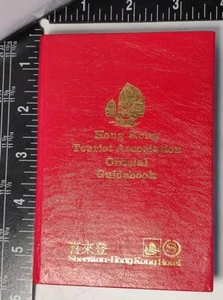 Hong Kong
Tourist Association
Official
Guidebook
喜來登
S
Sheraton-Hong Kong Hotel
1
2
3
4
5